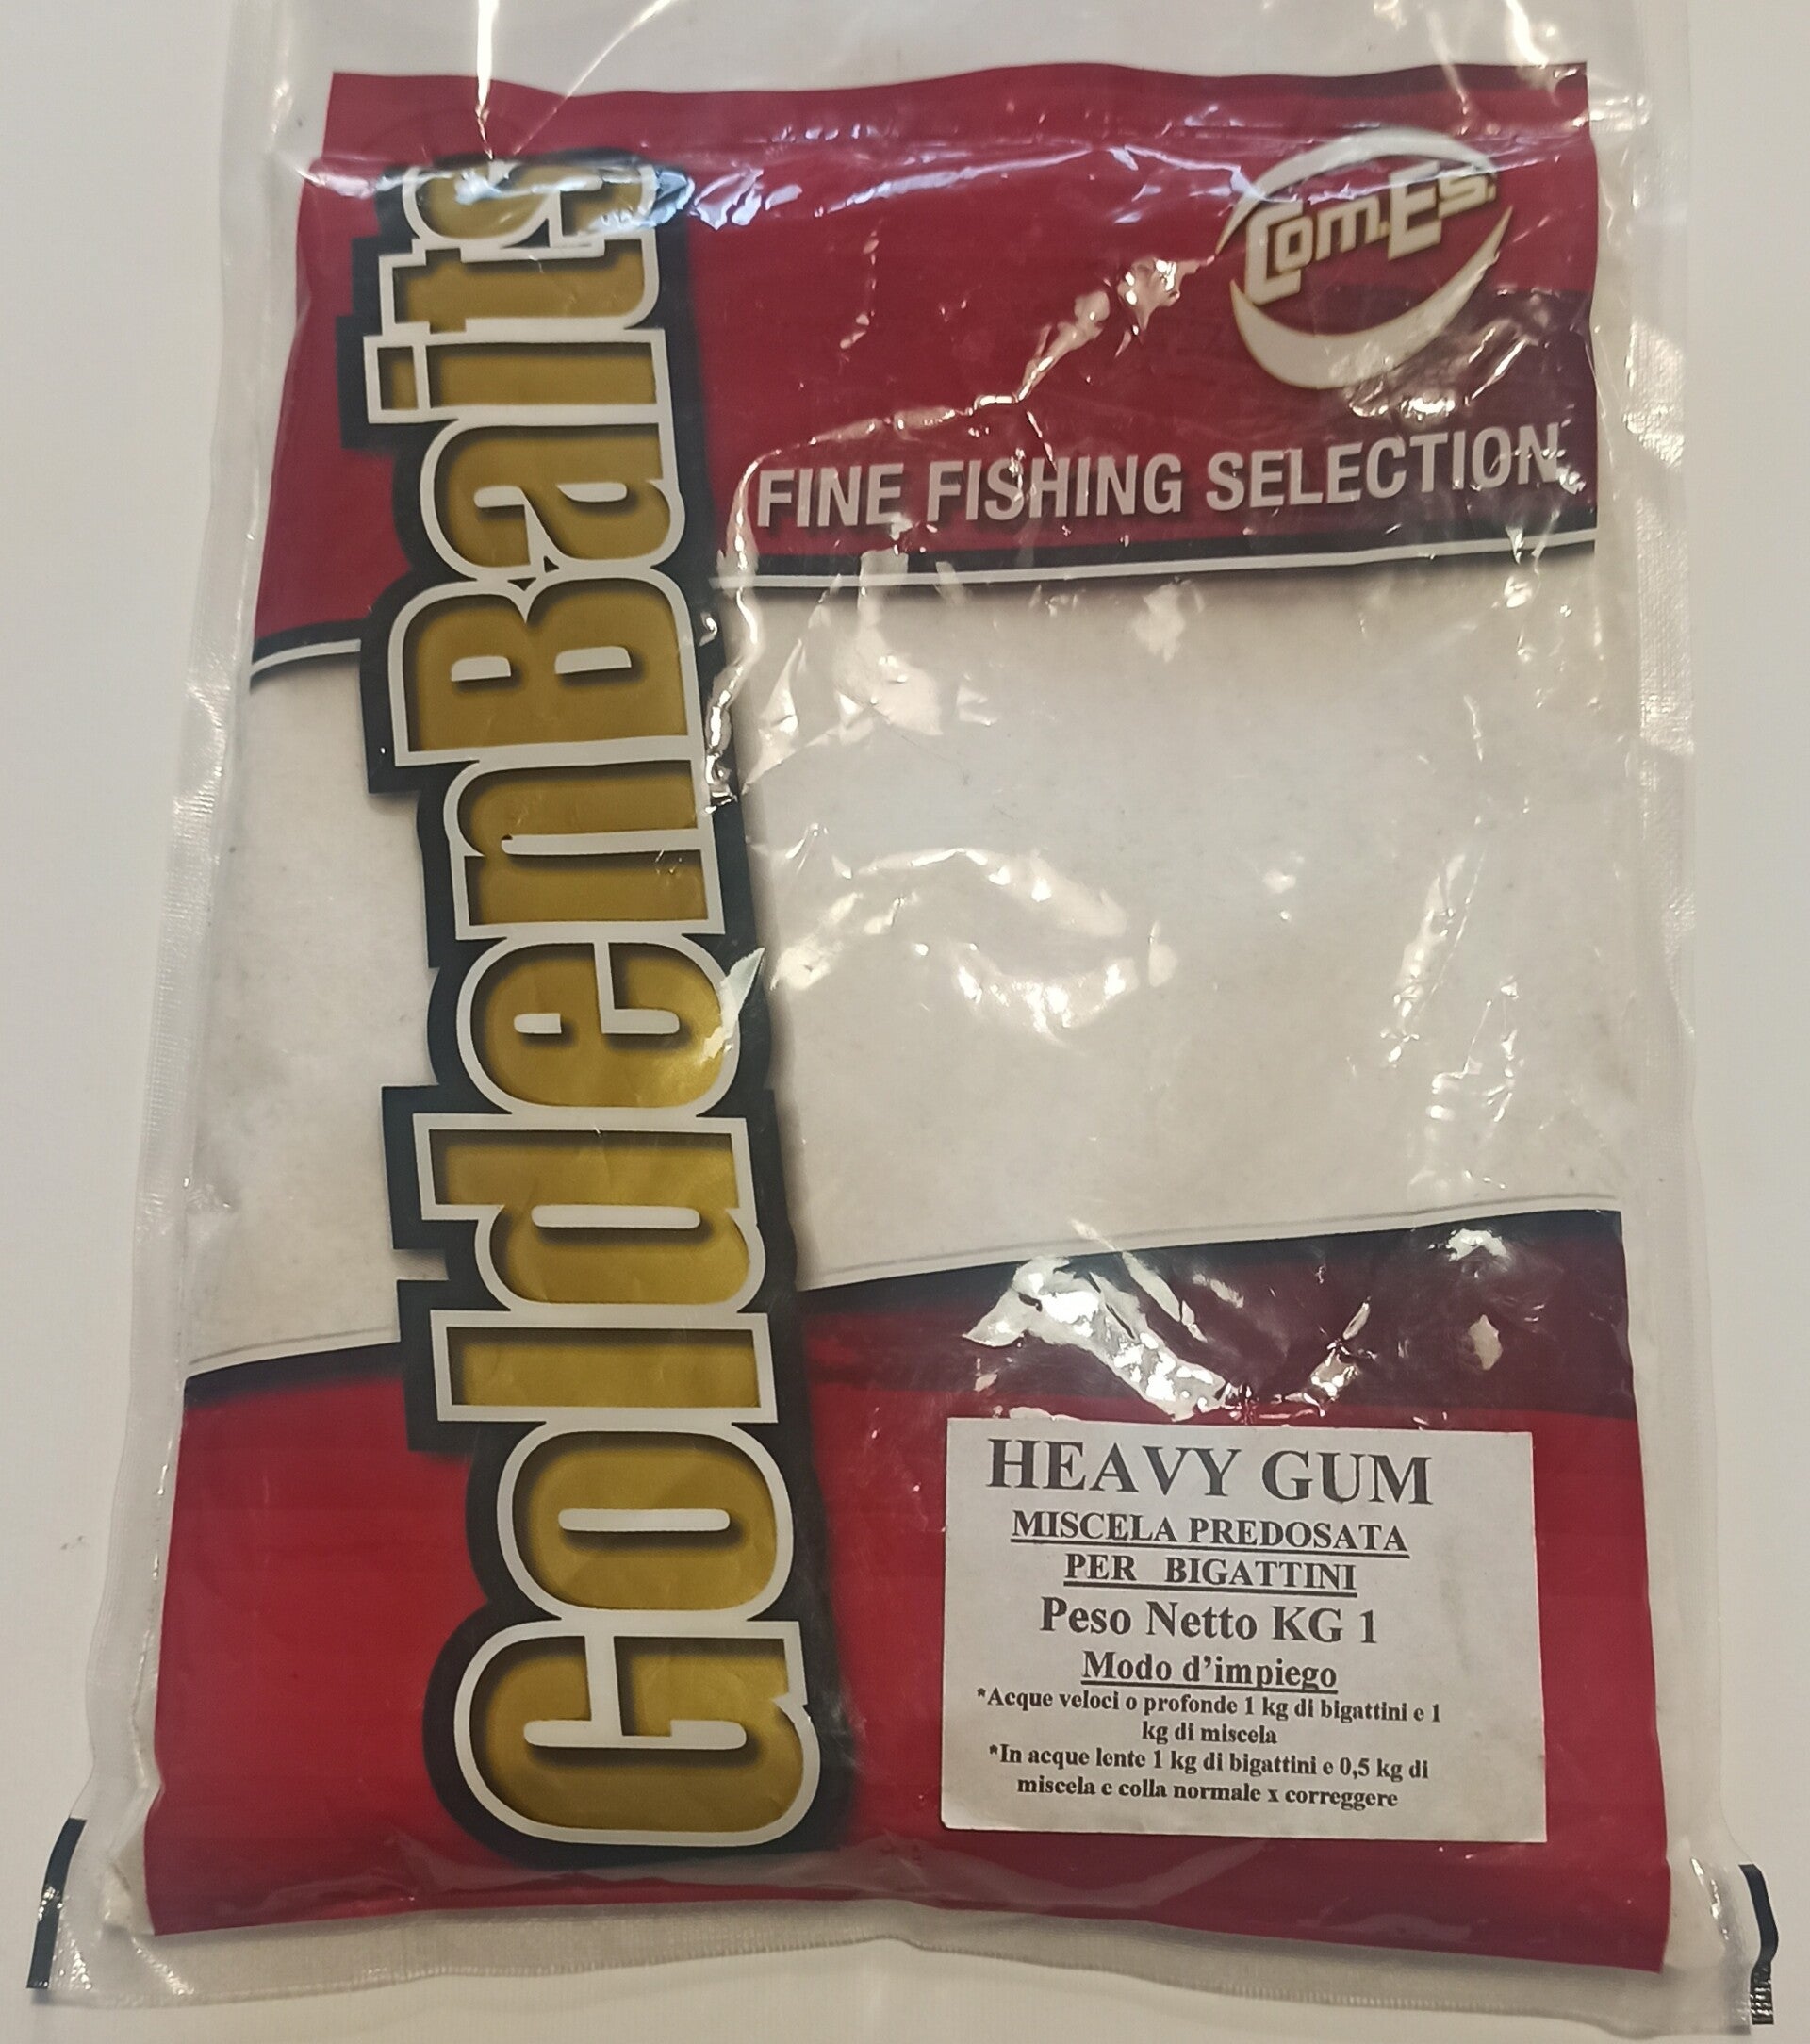 GoldenBaits
Com.Es.
FINE FISHING SELECTION
HEAVY GUM
MISCELA PREDOSATA
PER BIGATTINI
Peso Netto KG 1
Modo d'impiego
*Acque veloci o profonde 1 kg di bigattini e 1
kg di miscela
*In acque lente 1 kg di bigattini e 0,5 kg di
miscela e colla normale x correggere